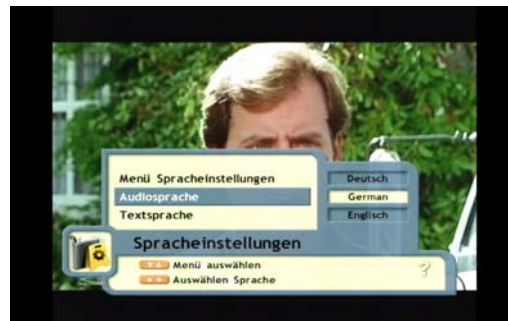 Menü Spracheinstellungen Deutsch
Audiosprache German
Textsprache Englisch
Spracheinstellungen
Menü auswählen
?
Auswählen Sprache